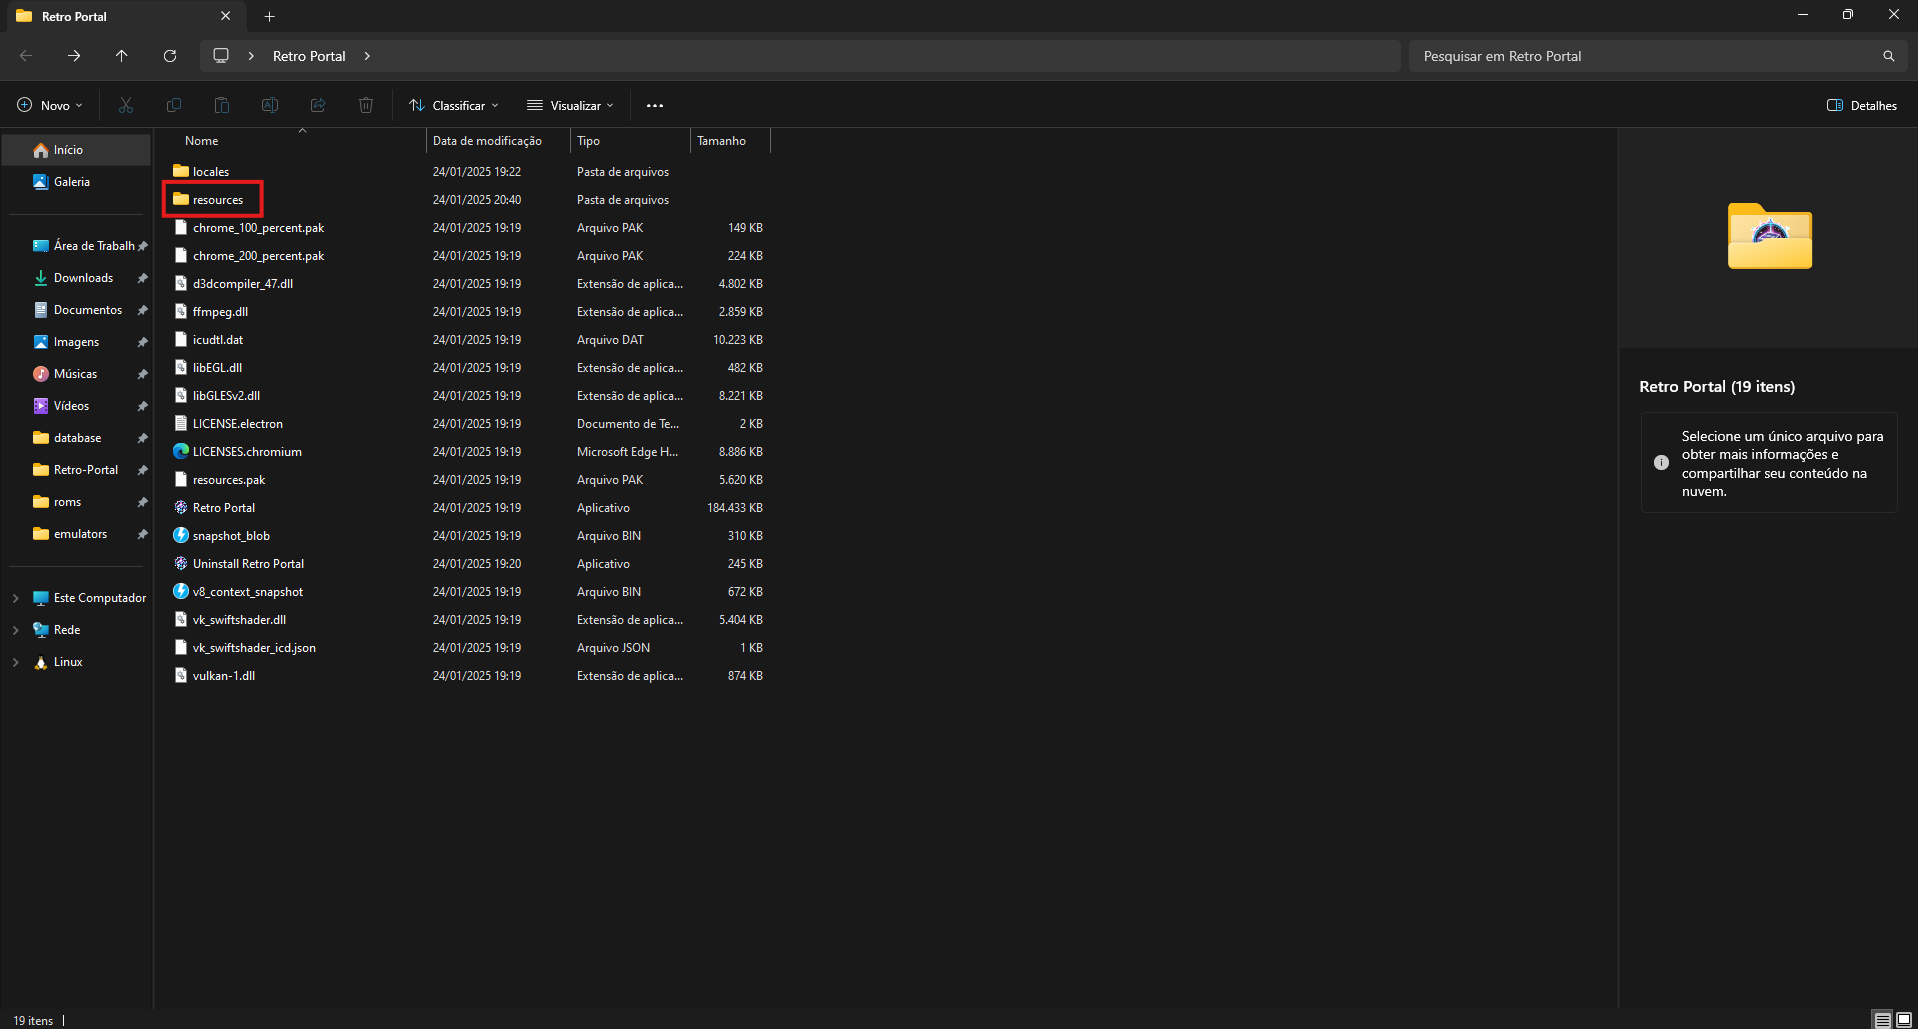 Retro Portal
Retro Portal
Pesquisar em Retro Portal
Novo
Classificar
Visualizar
Detalhes
Início
Galeria
Área de Trabalh
Downloads
Documentos
Imagens
Músicas
Vídeos
database
Retro-Portal
roms
emulators
Este Computador
Rede
Linux
Nome Data de modificação Tipo Tamanho
locales 24/01/2025 19:22 Pasta de arquivos
resources 24/01/2025 20:40 Pasta de arquivos
chrome_100_percent.pak 24/01/2025 19:19 Arquivo PAK 149 KB
chrome_200_percent.pak 24/01/2025 19:19 Arquivo PAK 224 KB
d3dcompiler_47.dll 24/01/2025 19:19 Extensão de aplica... 4.802 KB
ffmpeg.dll 24/01/2025 19:19 Extensão de aplica... 2.859 KB
icudtl.dat 24/01/2025 19:19 Arquivo DAT 10.223 KB
libEGL.dll 24/01/2025 19:19 Extensão de aplica... 482 KB
libGLESv2.dll 24/01/2025 19:19 Extensão de aplica... 8.221 KB
LICENSE.electron 24/01/2025 19:19 Documento de Te... 2 KB
LICENSES.chromium 24/01/2025 19:19 Microsoft Edge H... 8.886 KB
resources.pak 24/01/2025 19:19 Arquivo PAK 5.620 KB
Retro Portal 24/01/2025 19:19 Aplicativo 184.433 KB
snapshot_blob 24/01/2025 19:19 Arquivo BIN 310 KB
Uninstall Retro Portal 24/01/2025 19:20 Aplicativo 245 KB
v8_context_snapshot 24/01/2025 19:19 Arquivo BIN 672 KB
vk_swiftshader.dll 24/01/2025 19:19 Extensão de aplica... 5.404 KB
vk_swiftshader_icd.json 24/01/2025 19:19 Arquivo JSON 1 KB
vulkan-1.dll 24/01/2025 19:19 Extensão de aplica... 874 KB
Retro Portal (19 itens)
Selecione um único arquivo para
obter mais informações e
compartilhar seu conteúdo na
nuvem.
19 itens